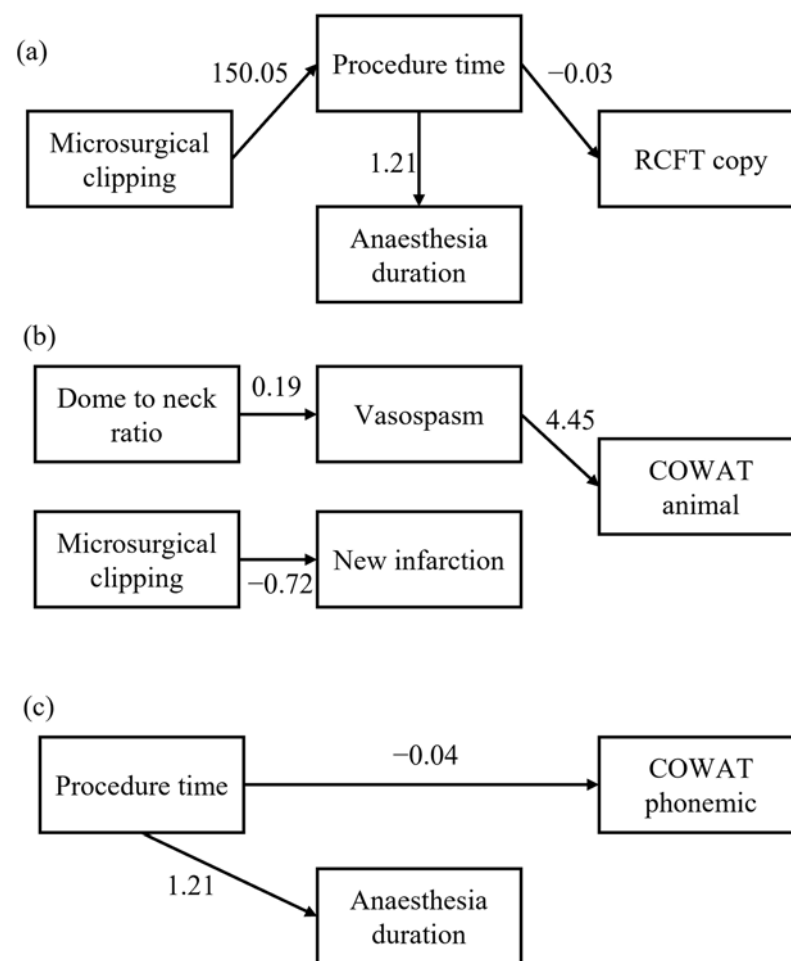 (a)
Procedure time
150.05
−0.03
Microsurgical
clipping
RCFT copy
1.21
Anaesthesia
duration
(b)
Dome to neck
ratio
0.19
Vasospasm
4.45
COWAT
animal
Microsurgical
clipping
−0.72
New infarction
(c)
Procedure time
−0.04
COWAT
phonemic
1.21
Anaesthesia
duration